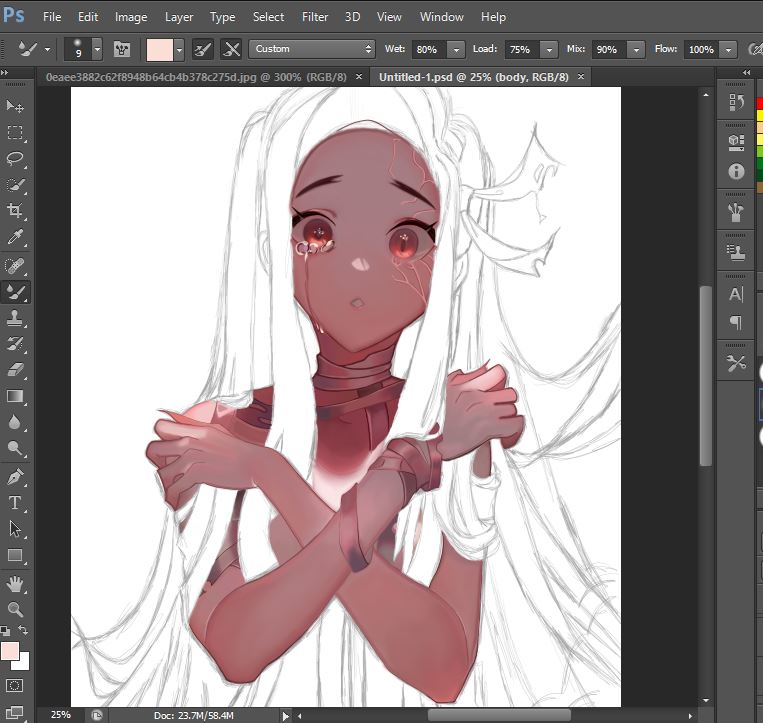 Ps File Edit Image Layer Type Select Filter 3D View Window Help
9 Custom Wet: 80% Load: 75% Mix: 90% Flow: 100%
0eaee3882c62f8948b64cb4b378c275d.jpg @ 300% (RGB/8) × Untitled-1.psd @ 25% (body, RGB/8) ×
T
A
25% Doc: 23.7M/58.4M